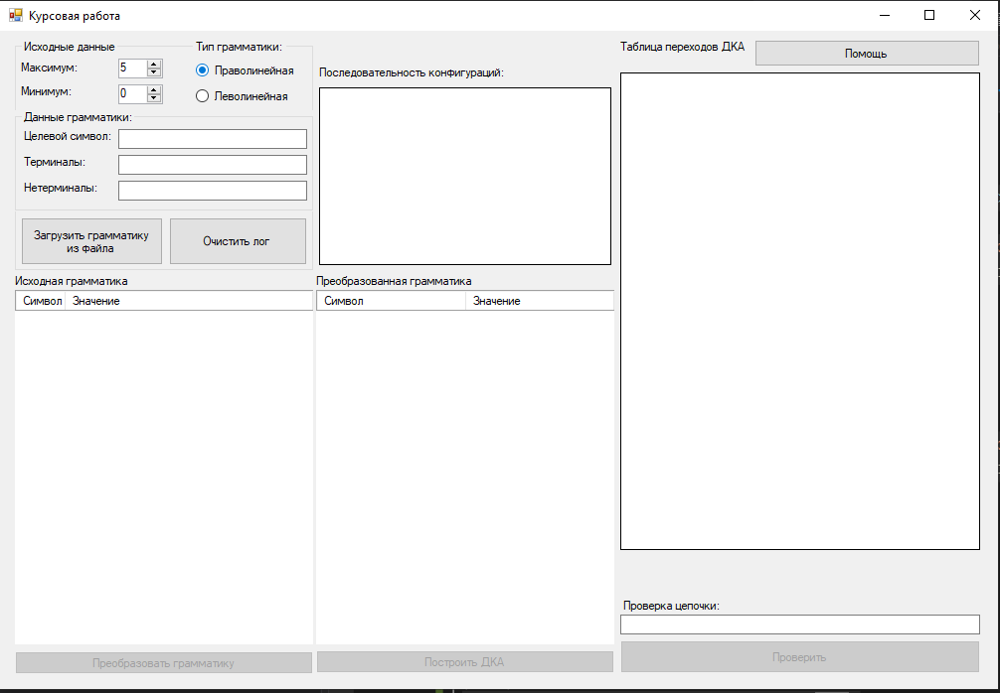 Курсовая работа
Исходные данные
Тип грамматики:
Максимум:
5
Праволинейная
Минимум:
0
Леволинейная
Данные грамматики:
Целевой символ:
Терминалы:
Нетерминалы:
Загрузить грамматику
из файла
Очистить лог
Последовательность конфигураций:
Таблица переходов ДКА
Помощь
Исходная грамматика
Символ Значение
Преобразованная грамматика
Символ Значение
Преобразовать грамматику
Построить ДКА
Проверка цепочки:
Проверить